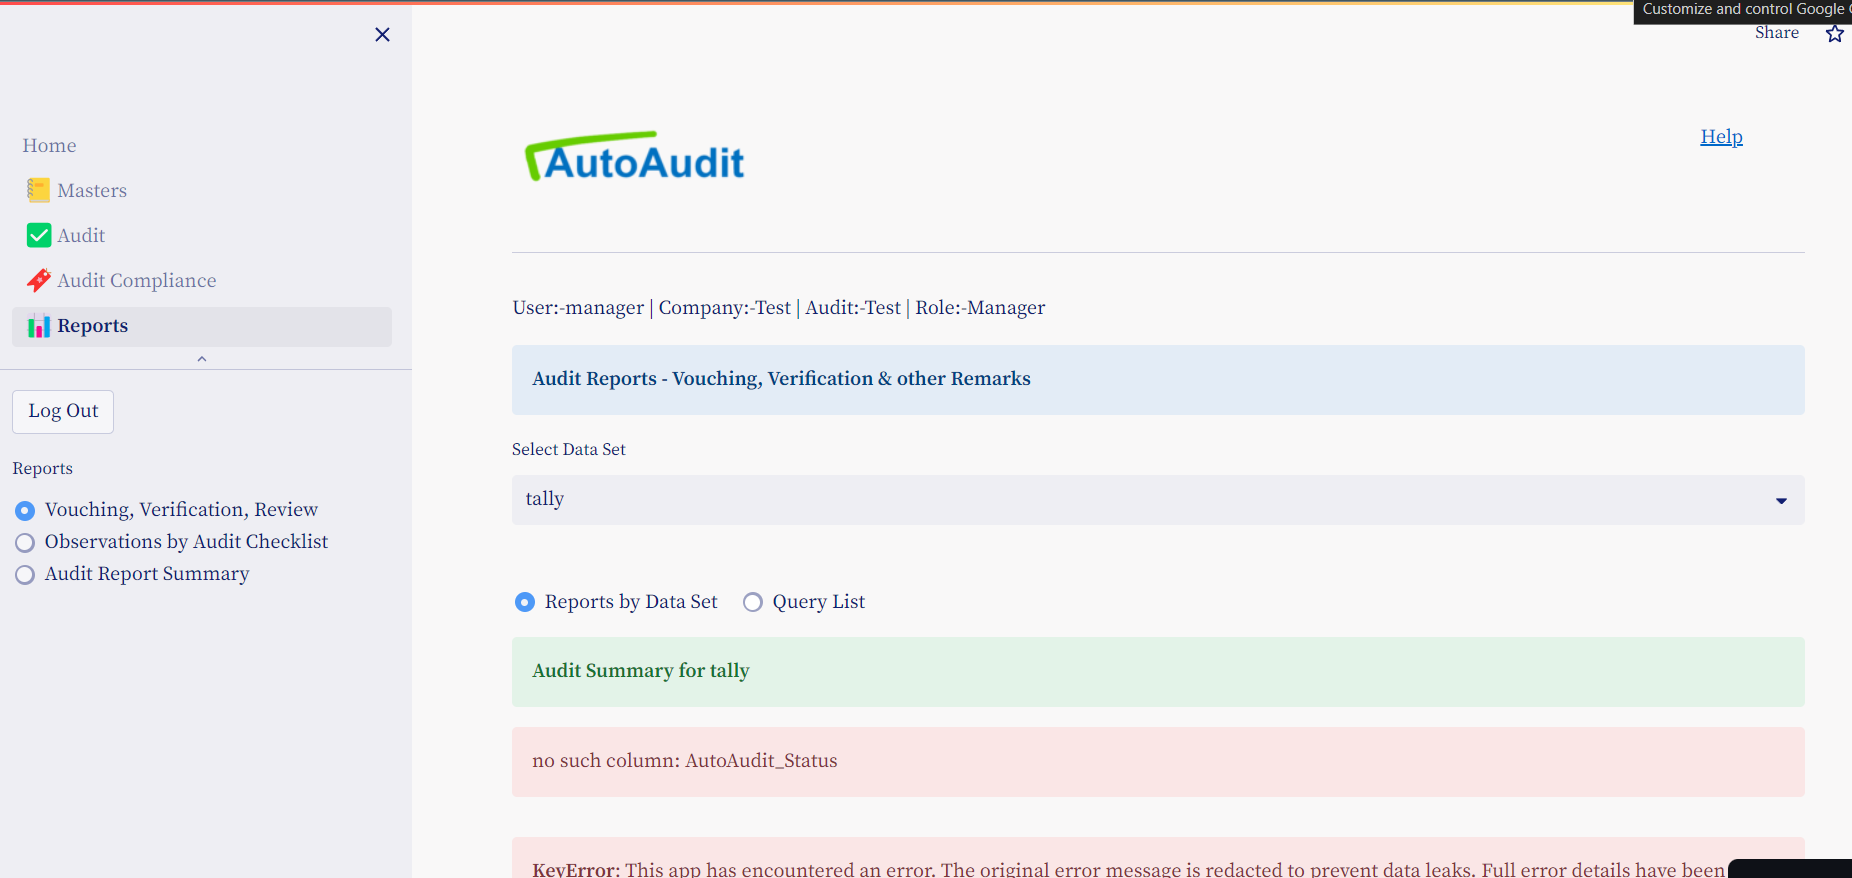 Customize and control Google
Share
Home
Masters
Audit
Audit Compliance
Reports
Log Out
Reports
Vouching, Verification, Review
Observations by Audit Checklist
Audit Report Summary
AutoAudit
Help
User:-manager | Company:-Test | Audit:-Test | Role:-Manager
Audit Reports - Vouching, Verification & other Remarks
Select Data Set
tally
Reports by Data Set
Query List
Audit Summary for tally
no such column: AutoAudit_Status
KeyError: This app has encountered an error. The original error message is redacted to prevent data leaks. Full error details have been